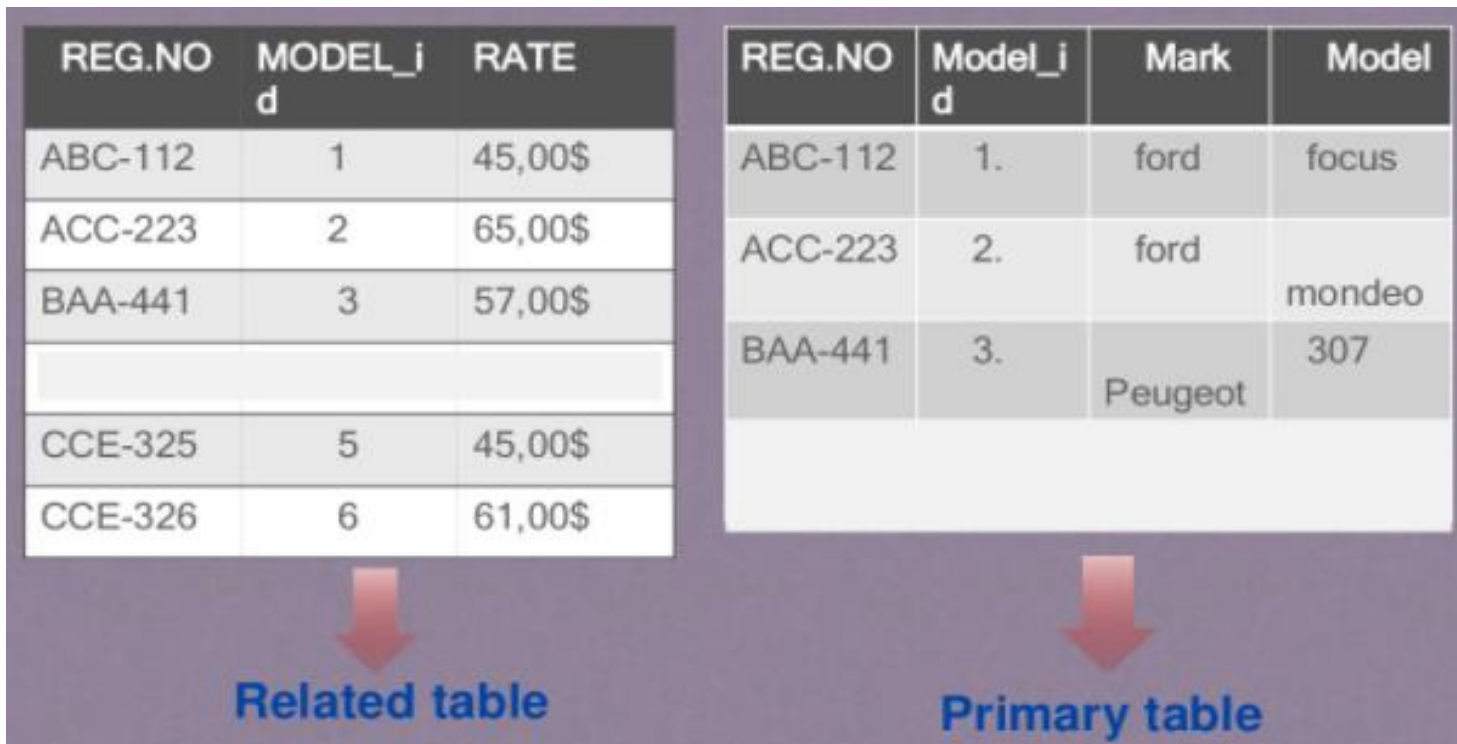 REG.NO MODEL_i RATE
d
ABC-112 1 45,00$
ACC-223 2 65,00$
BAA-441 3 57,00$
CCE-325 5 45,00$
CCE-326 6 61,00$
Related table
REG.NO Model_i Mark Model
d
ABC-112 1. ford focus
ACC-223 2. ford
mondeo
BAA-441 3. 307
Peugeot
Primary table